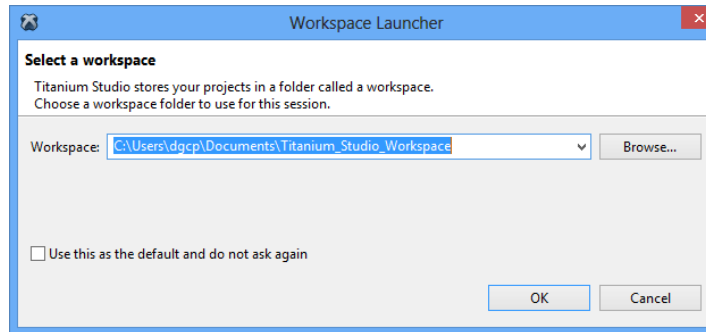 Workspace Launcher
Select a workspace
Titanium Studio stores your projects in a folder called a workspace.
Choose a workspace folder to use for this session.
Workspace: C:\Users\dgcp\Documents\Titanium_Studio_Workspace Browse...
Use this as the default and do not ask again
OK Cancel